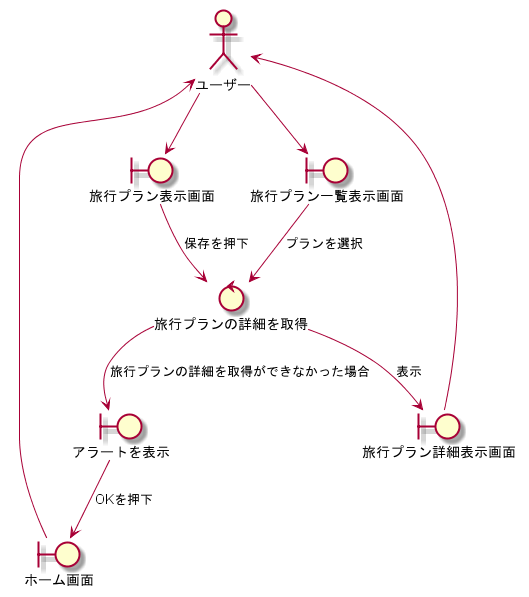 ユーザー
旅行プラン表示画面
旅行プラン一覧表示画面
保存を押下
プランを選択
旅行プランの詳細を取得
旅行プランの詳細を取得ができなかった場合
表示
アラートを表示
旅行プラン詳細表示画面
OKを押下
ホーム画面